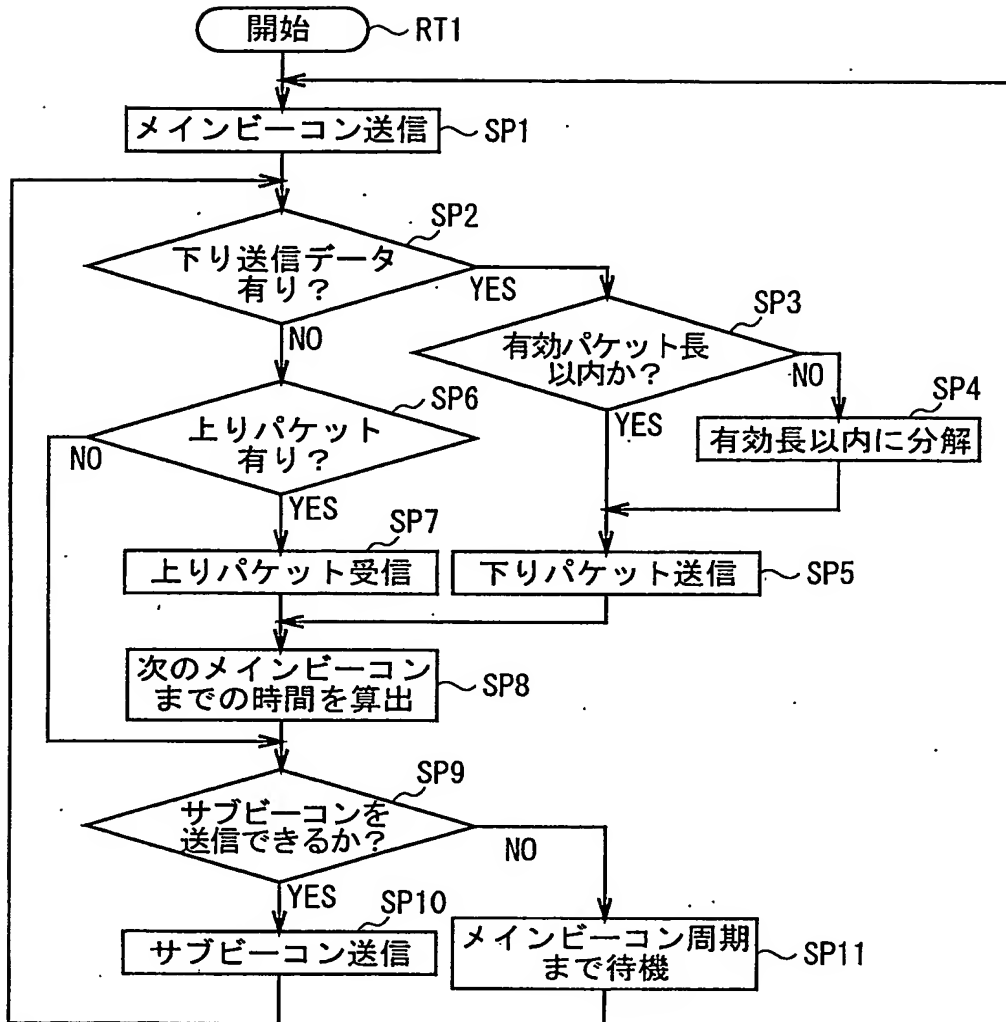 開始
RT1
メインビーコン送信
SP1
SP2
下り送信データ
有り？
YES
NO
SP3
有効パケット長
以内か？
NO
YES
SP4
有効長以内に分解
SP6
上りパケット
有り？
NO
YES
SP7
上りパケット受信
下りパケット送信
SP5
次のメインビーコン
までの時間を算出
SP8
SP9
サブビーコンを
送信できるか？
NO
YES
SP10
サブビーコン送信
メインビーコン周期
まで待機
SP11